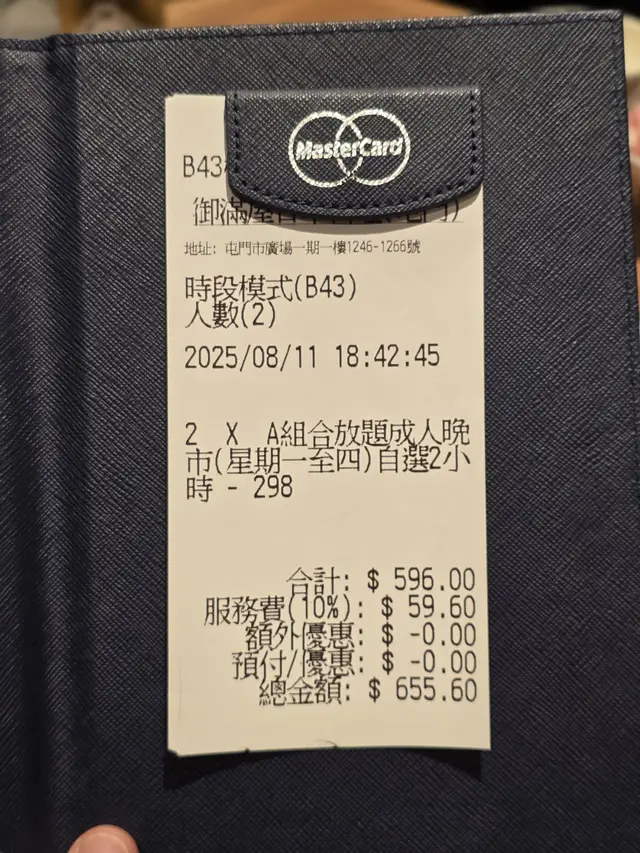 MasterCard
B43
御滿屋
地址: 屯門市廣場一期一樓1246-1266號
時段模式(B43)
人數(2)
2025/08/11 18:42:45
2 X A組合放題成人晚
市(星期一至四)自選2小
時 - 298
合計: $ 596.00
服務費(10%): $ 59.60
額外優惠: $ -0.00
預付/優惠: $ -0.00
總金額: $ 655.60